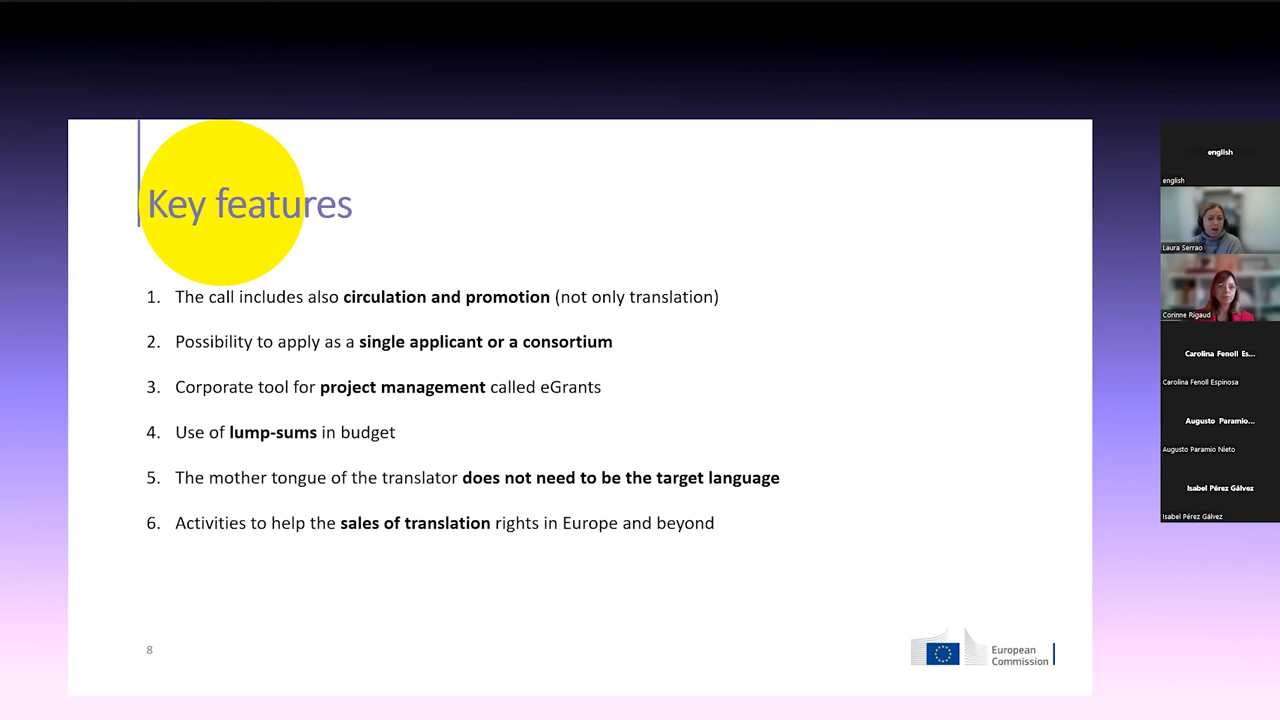 Key features
1. The call includes also circulation and promotion (not only translation)
2. Possibility to apply as a single applicant or a consortium
3. Corporate tool for project management called eGrants
4. Use of lump-sums in budget
5. The mother tongue of the translator does not need to be the target language
6. Activities to help the sales of translation rights in Europe and beyond
8
European
Commission
english
english
Laura Serrao
Corinne Rigaud
Carolina Fenoll Es...
Carolina Fenoll Espinosa
Augusto Paramio...
Augusto Paramio Nieto
Isabel Pérez Gálvez
Isabel Pérez Gálvez